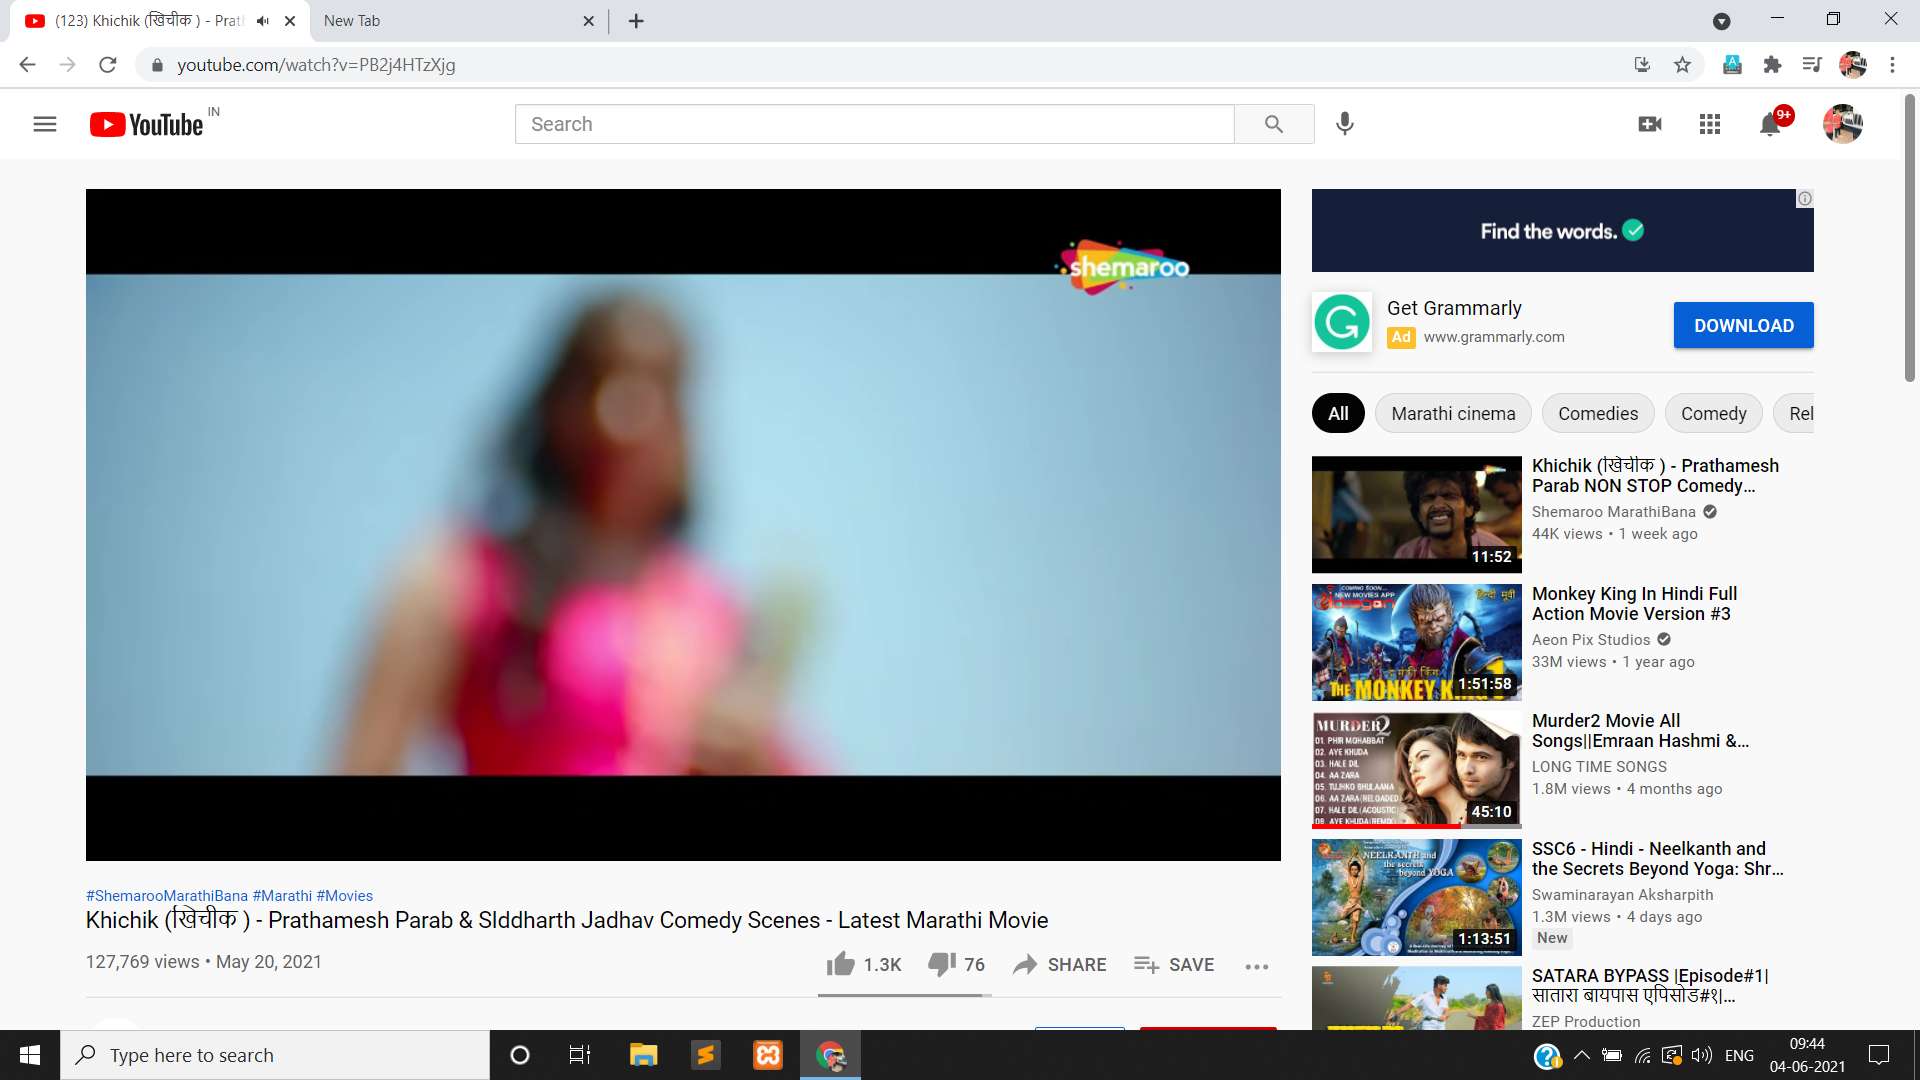 (123) Khichik (खिचीक ) - Prat
New Tab
youtube.com/watch?v=PB2j4HTzXjg
YouTube IN
Search
9+
shemaroo
Find the words.
Get Grammarly
Ad www.grammarly.com
DOWNLOAD
All Marathi cinema Comedies Comedy Rel
Khichik (खिचीक ) - Prathamesh
Parab NON STOP Comedy...
Shemaroo MarathiBana
44K views • 1 week ago
11:52
COMING SOON...
NEW MOVIES APP
हिन्दी मूवी
THE MONKEY KING
1:51:58
Monkey King In Hindi Full
Action Movie Version #3
Aeon Pix Studios
33M views • 1 year ago
MURDER2
01. PHIR MOHABBAT
02. AYE KHUDA
03. HALE DIL
04. AA ZARA
05. TUJHKO BHULAANA
06. AA ZARA(RELOADED
07. HALE DIL(ACOUSTIC)
08. AYE KHUDA(REMIX)
45:10
Murder2 Movie All
Songs||Emraan Hashmi &...
LONG TIME SONGS
1.8M views • 4 months ago
NEELKANTH and
the secrets
beyond YOGA
1:13:51
SSC6 - Hindi - Neelkanth and
the Secrets Beyond Yoga: Shr...
Swaminarayan Aksharpith
1.3M views • 4 days ago
New
SATARA BYPASS |Episode#1|
सातारा बायपास एपिसोड#१|...
ZEP Production
#ShemarooMarathiBana #Marathi #Movies
Khichik (खिचीक ) - Prathamesh Parab & SIddharth Jadhav Comedy Scenes - Latest Marathi Movie
127,769 views • May 20, 2021
1.3K 76 SHARE SAVE
Type here to search
ENG
09:44
04-06-2021